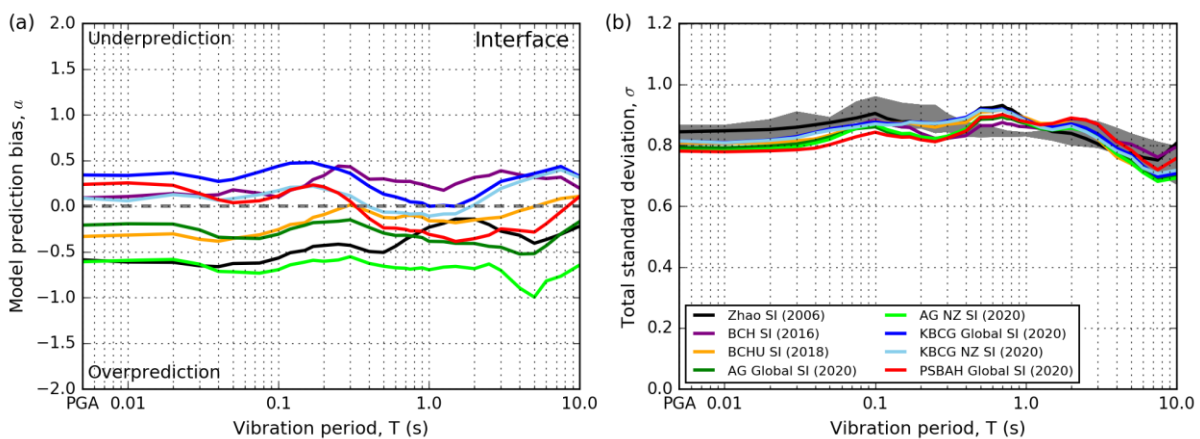 (a)
Underprediction
Interface
Overprediction
Model prediction bias, a
2.0
1.5
1.0
0.5
0.0
−0.5
−1.0
−1.5
−2.0
PGA 0.01 0.1 1.0 10.0
Vibration period, T (s)
(b)
Total standard deviation, σ
1.2
1.0
0.8
0.6
0.4
0.2
0.0
Zhao SI (2006)
BCH SI (2016)
BCHU SI (2018)
AG Global SI (2020)
AG NZ SI (2020)
KBCG Global SI (2020)
KBCG NZ SI (2020)
PSBAH Global SI (2020)
PGA 0.01 0.1 1.0 10.0
Vibration period, T (s)